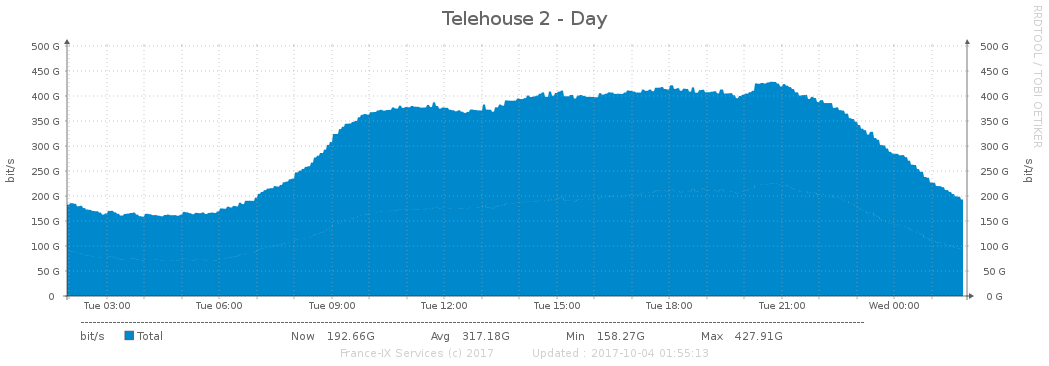 Telehouse 2 - Day
RRDTOOL / TOBI OETIKER
bit/s
500 G 500 G
450 G 450 G
400 G 400 G
350 G 350 G
300 G 300 G
250 G 250 G
200 G 200 G
150 G 150 G
100 G 100 G
50 G 50 G
0 0 G
bit/s
Tue 03:00 Tue 06:00 Tue 09:00 Tue 12:00 Tue 15:00 Tue 18:00 Tue 21:00 Wed 00:00
bit/s Total Now 192.66G Avg 317.18G Min 158.27G Max 427.91G
France-IX Services (c) 2017 Updated : 2017-10-04 01:55:13